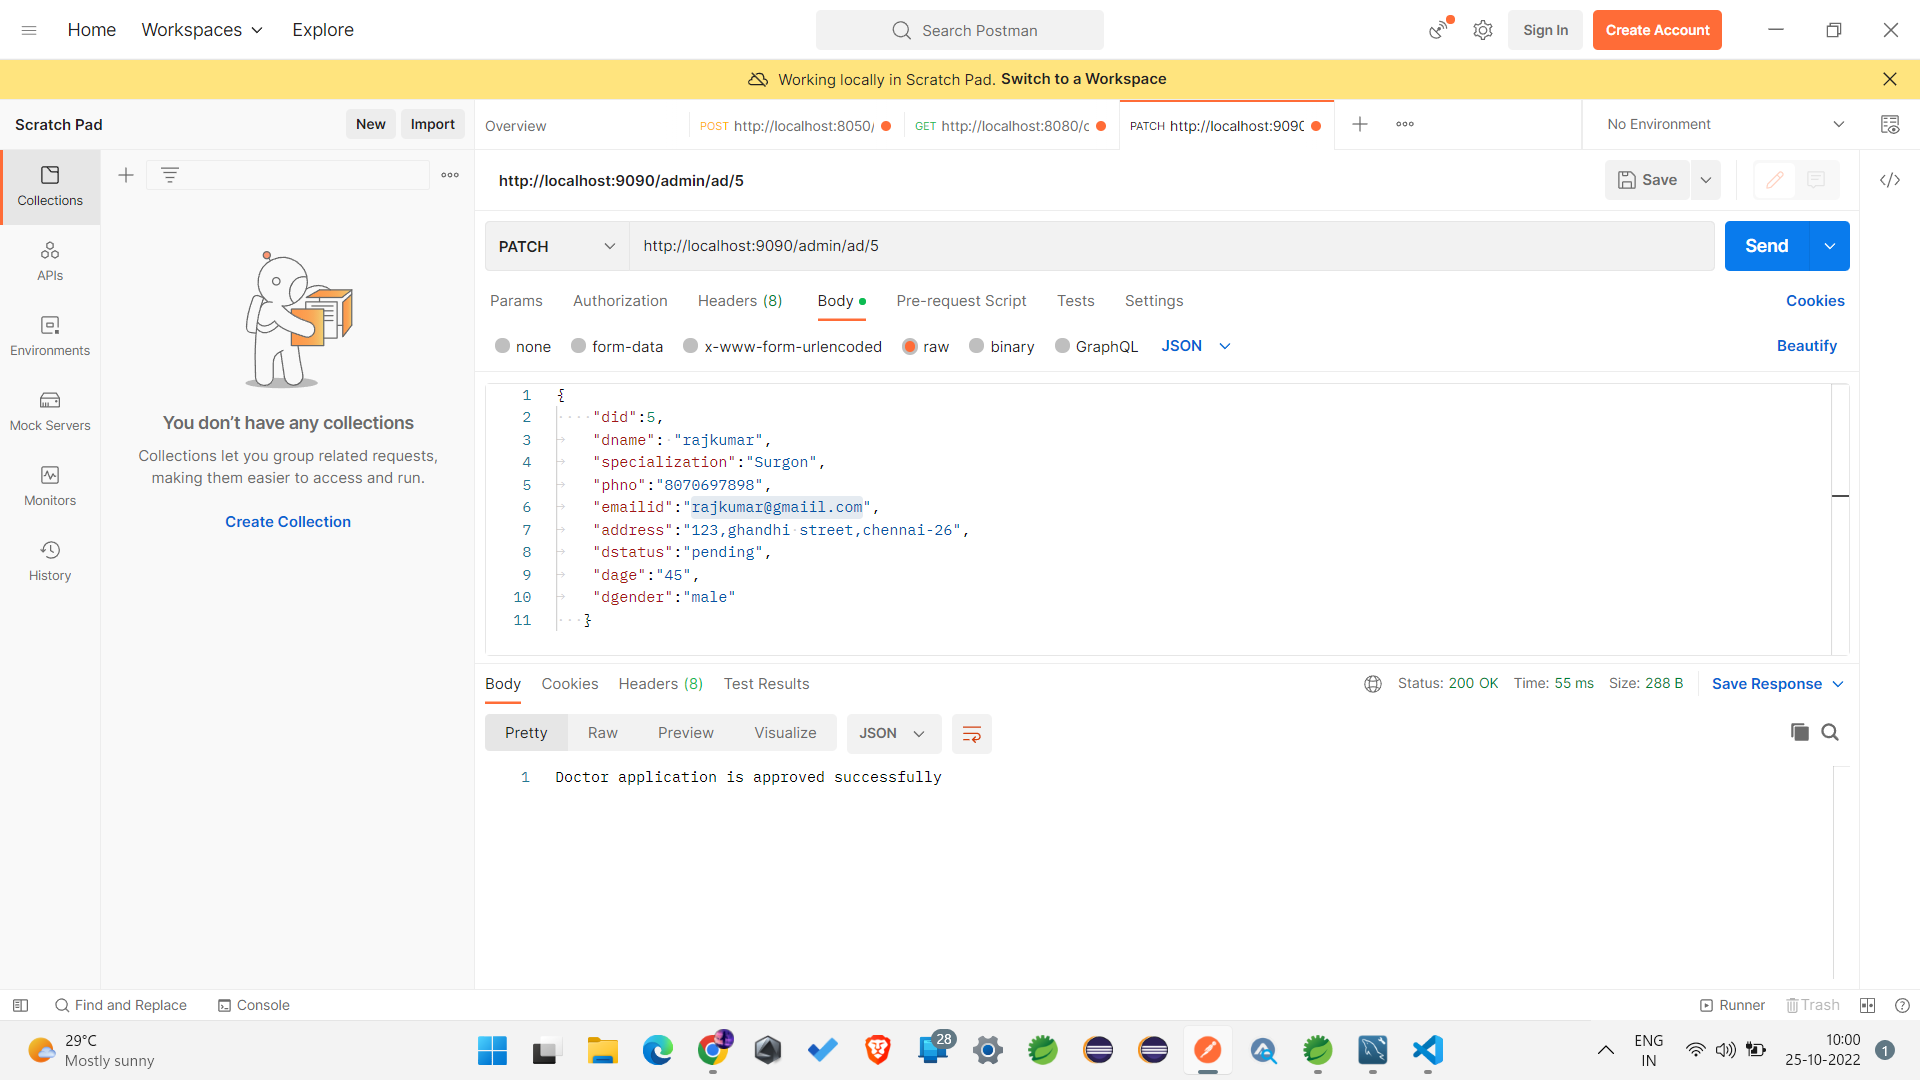 Home Workspaces Explore Search Postman Sign In Create Account
Working locally in Scratch Pad. Switch to a Workspace
Scratch Pad New Import Overview POST http://localhost:8050/ GET http://localhost:8080/c PATCH http://localhost:9090 No Environment
Collections
APIs
Environments
Mock Servers
Monitors
History
You don’t have any collections
Collections let you group related requests,
making them easier to access and run.
Create Collection
http://localhost:9090/admin/ad/5 Save
PATCH http://localhost:9090/admin/ad/5 Send
Params Authorization Headers (8) Body Pre-request Script Tests Settings Cookies
none form-data x-www-form-urlencoded raw binary GraphQL JSON Beautify
1 {
2 "did":5,
3 "dname": "rajkumar",
4 "specialization":"Surgon",
5 "phno":"8070697898",
6 "emailid":"rajkumar@gmaiil.com",
7 "address":"123,ghandhi street,chennai-26",
8 "dstatus":"pending",
9 "dage":"45",
10 "dgender":"male"
11 }
Body Cookies Headers (8) Test Results Status: 200 OK Time: 55 ms Size: 288 B Save Response
Pretty Raw Preview Visualize JSON
1 Doctor application is approved successfully
Find and Replace Console Runner Trash
29°C
Mostly sunny
28
ENG
IN
10:00
25-10-2022
1